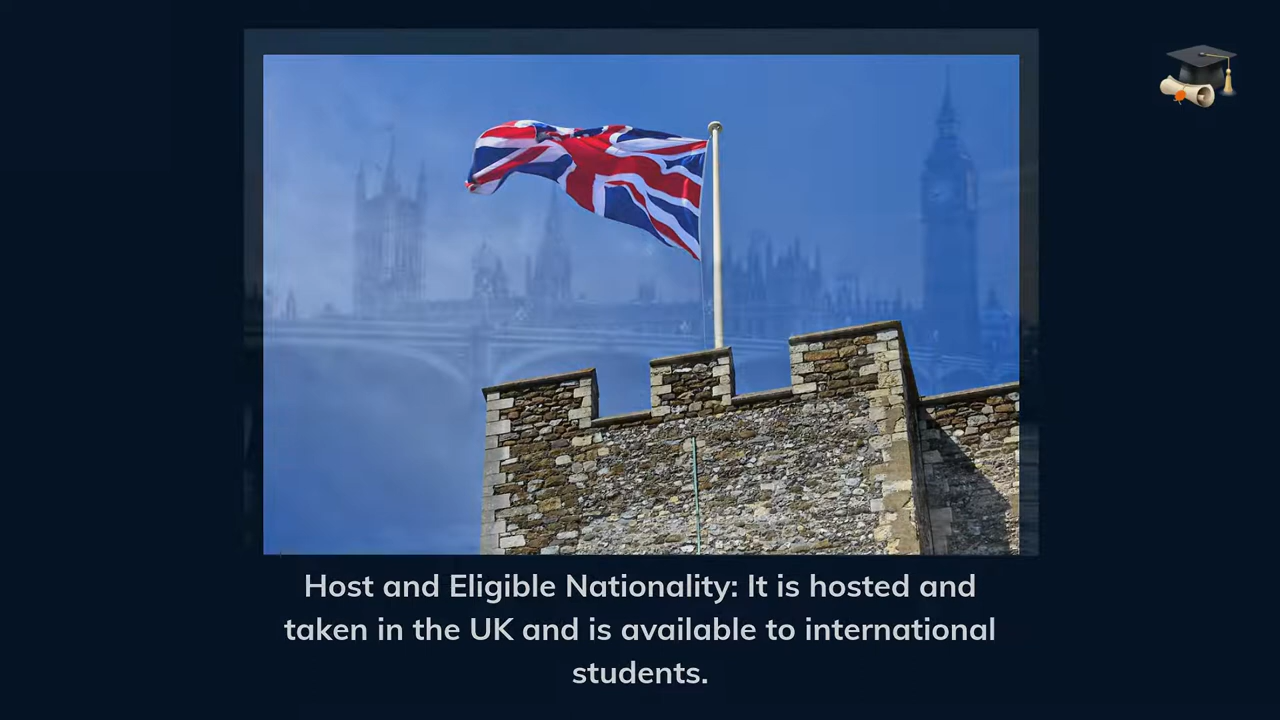 Host and Eligible Nationality: It is hosted and
taken in the UK and is available to international
students.